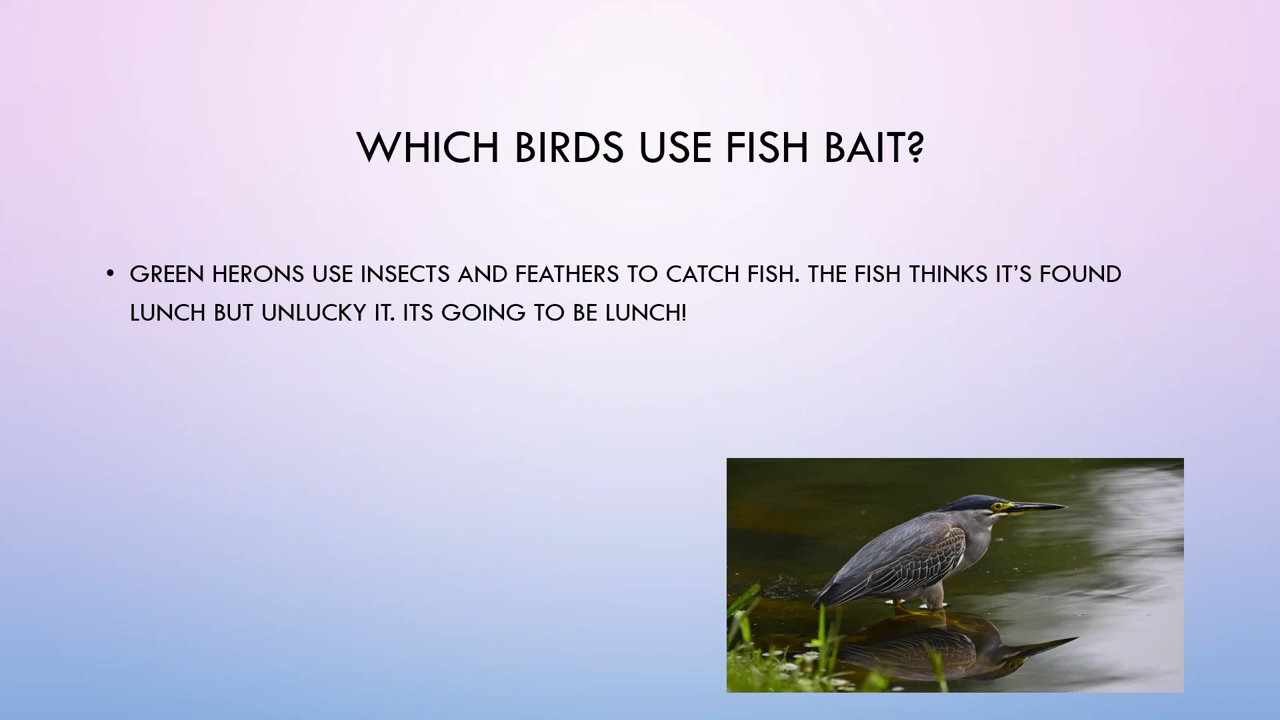 WHICH BIRDS USE FISH BAIT?
• GREEN HERONS USE INSECTS AND FEATHERS TO CATCH FISH. THE FISH THINKS IT’S FOUND
LUNCH BUT UNLUCKY IT. ITS GOING TO BE LUNCH!